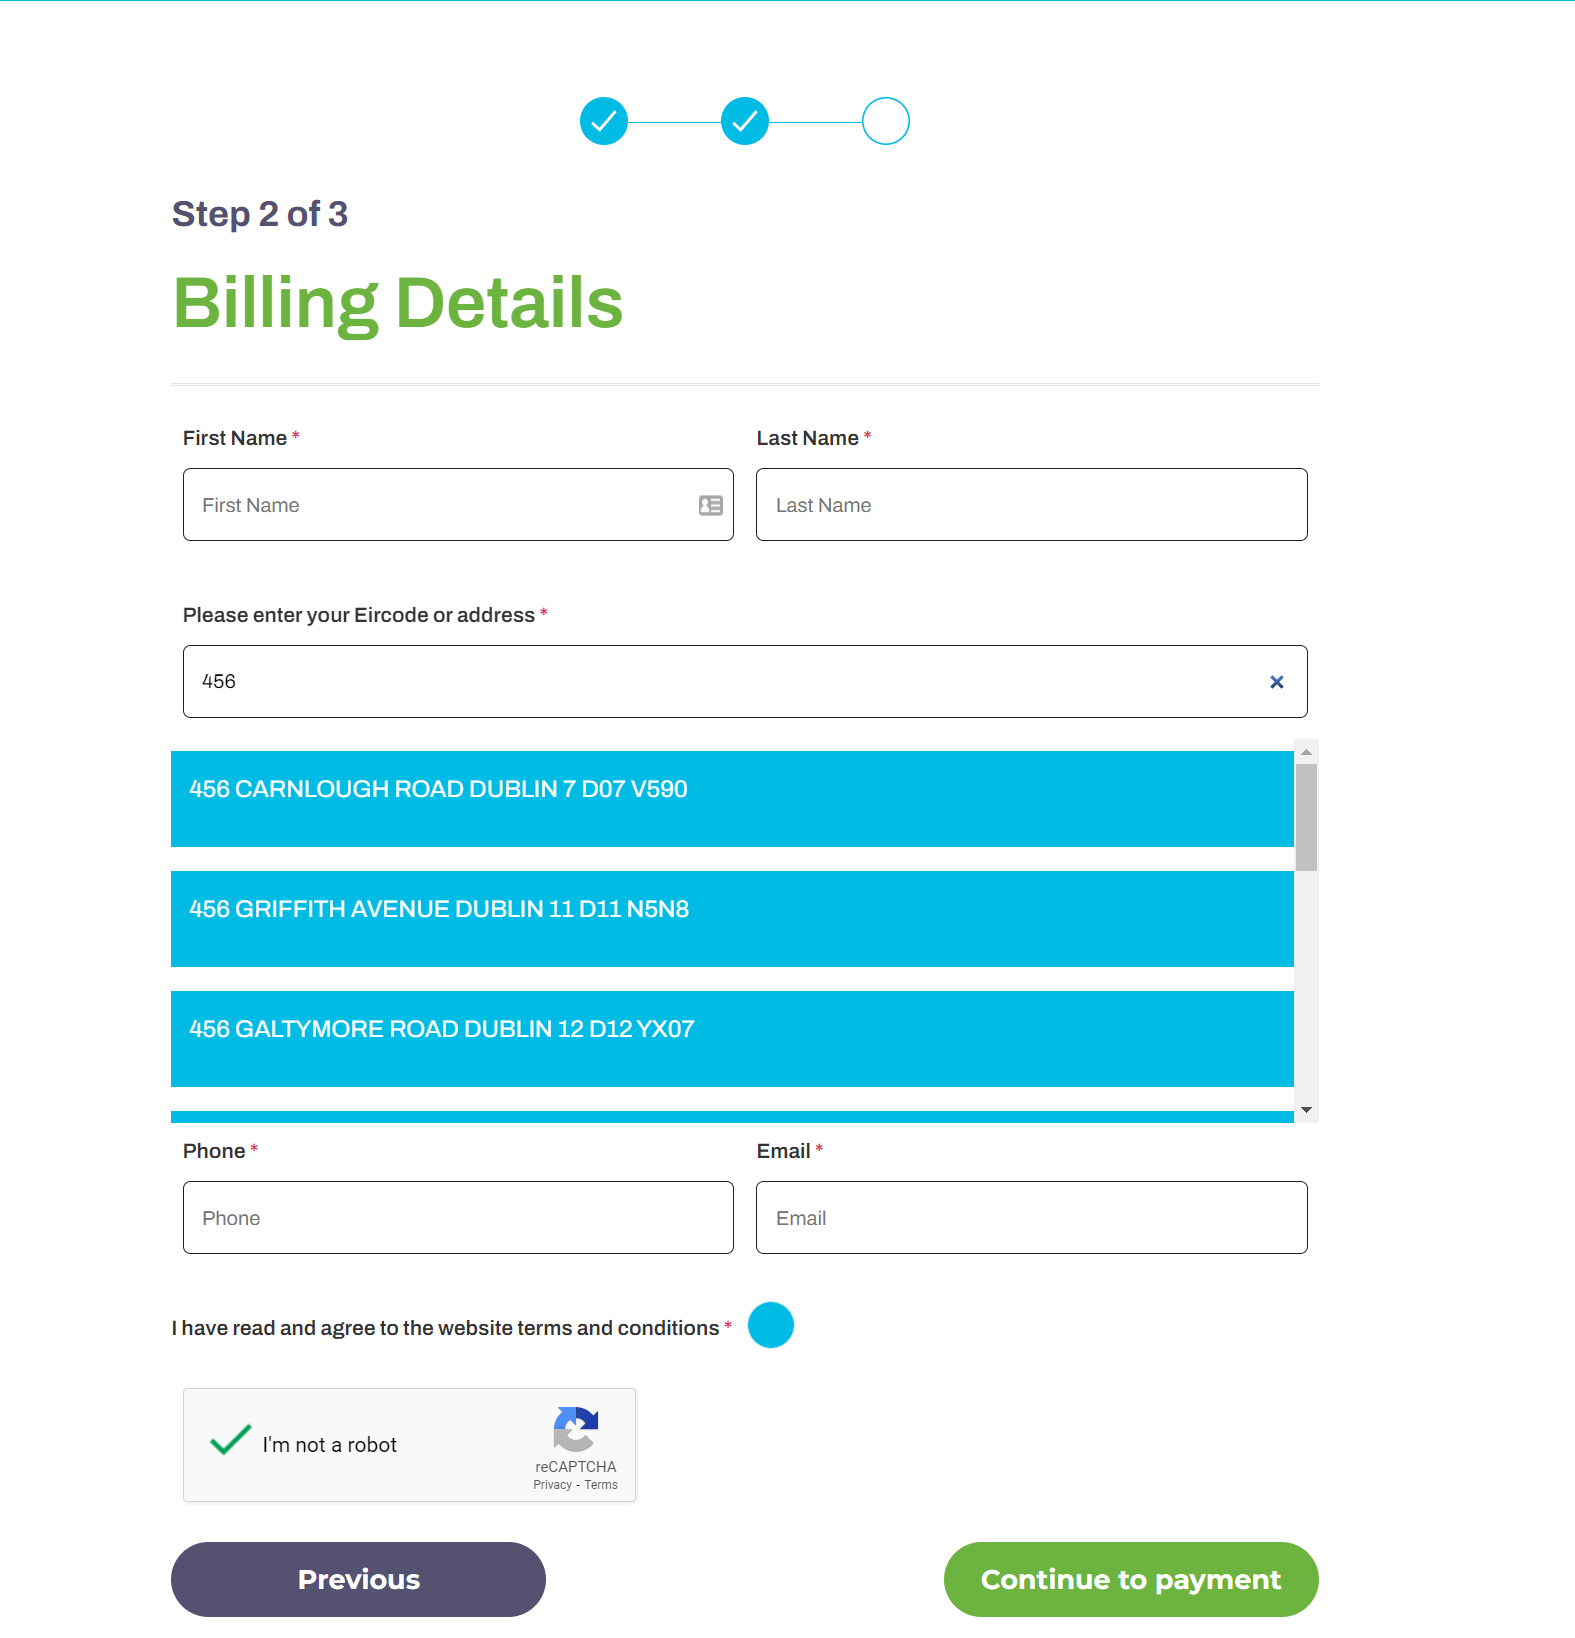 Step 2 of 3
Billing Details
First Name *
Last Name *
First Name
Last Name
Please enter your Eircode or address *
456
456 CARNLOUGH ROAD DUBLIN 7 D07 V590
456 GRIFFITH AVENUE DUBLIN 11 D11 N5N8
456 GALTYMORE ROAD DUBLIN 12 D12 YX07
Phone *
Email *
Phone
Email
I have read and agree to the website terms and conditions *
I'm not a robot
reCAPTCHA
Privacy - Terms
Previous
Continue to payment